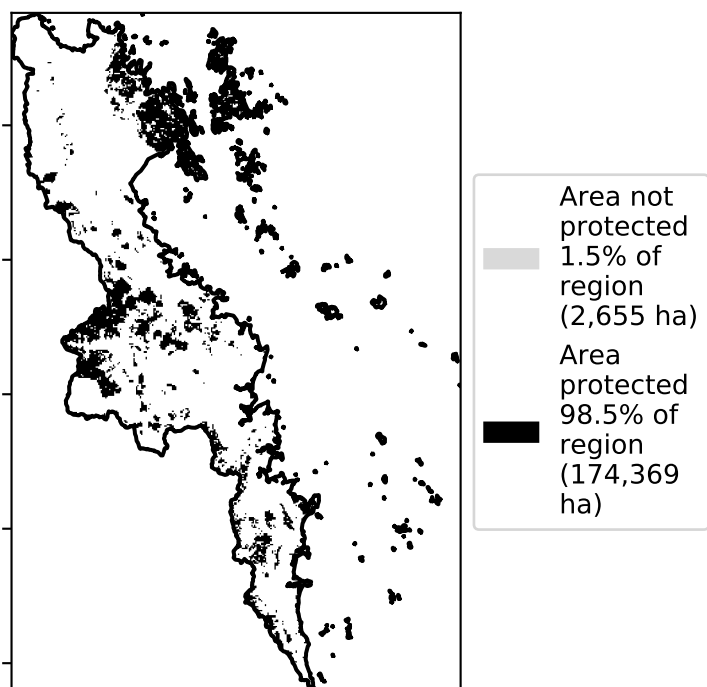 Area not
protected
1.5% of
region
(2,655 ha)
Area
protected
98.5% of
region
(174,369
ha)